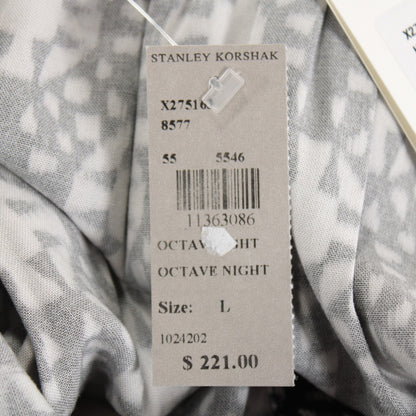 STANLEY KORSHAK
8577
55 5546
11363086
OCTAVE NIGHT
Size: L
1024202
$ 221.00